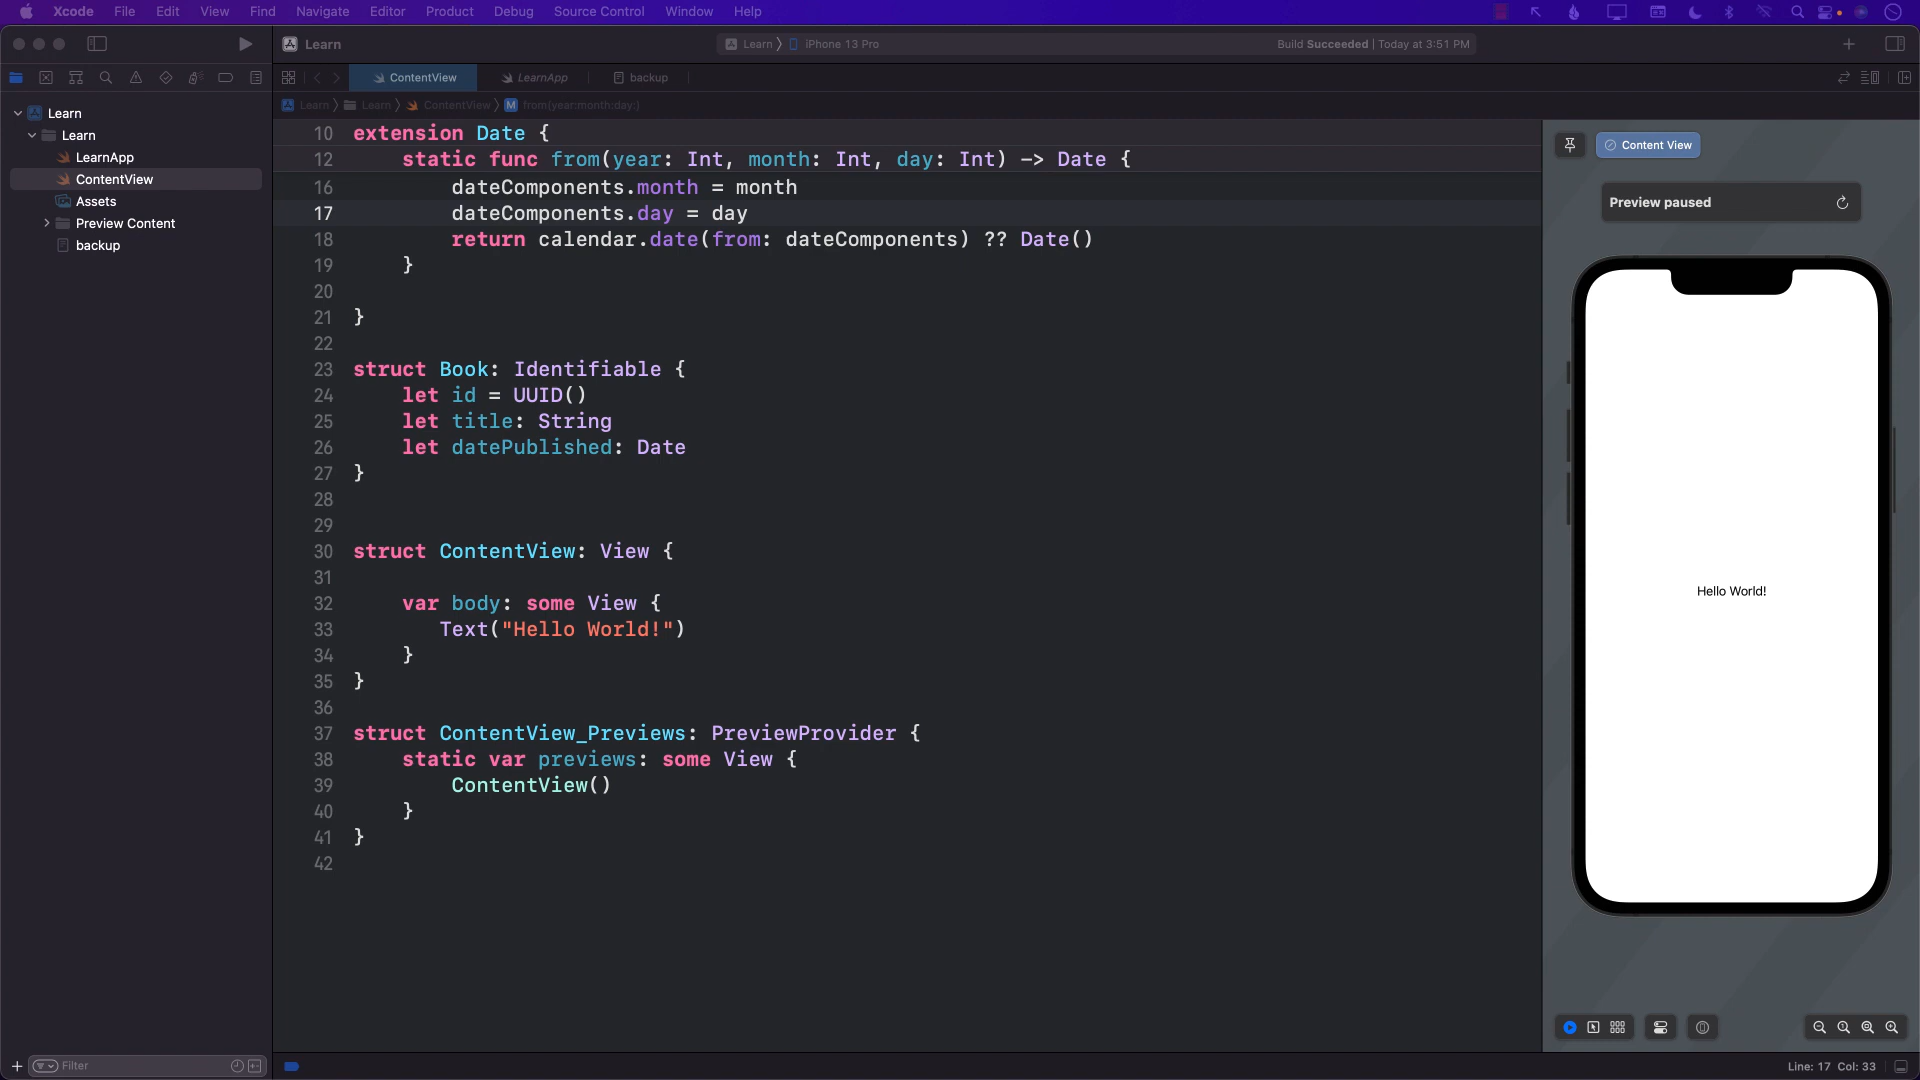 Xcode File Edit View Find Navigate Editor Product Debug Source Control Window Help
Learn
Learn iPhone 13 Pro
Build Succeeded | Today at 3:51 PM
ContentView
LearnApp
backup
Learn Learn ContentView M from(year:month:day:)
Learn
Learn
LearnApp
ContentView
Assets
Preview Content
backup
10 extension Date {
12 static func from(year: Int, month: Int, day: Int) -> Date {
16 dateComponents.month = month
17 dateComponents.day = day
18 return calendar.date(from: dateComponents) ?? Date()
19 }
20
21 }
22
23 struct Book: Identifiable {
24 let id = UUID()
25 let title: String
26 let datePublished: Date
27 }
28
29
30 struct ContentView: View {
31
32 var body: some View {
33 Text("Hello World!")
34 }
35 }
36
37 struct ContentView_Previews: PreviewProvider {
38 static var previews: some View {
39 ContentView()
40 }
41 }
42
Content View
Preview paused
Hello World!
Filter
Line: 17 Col: 33